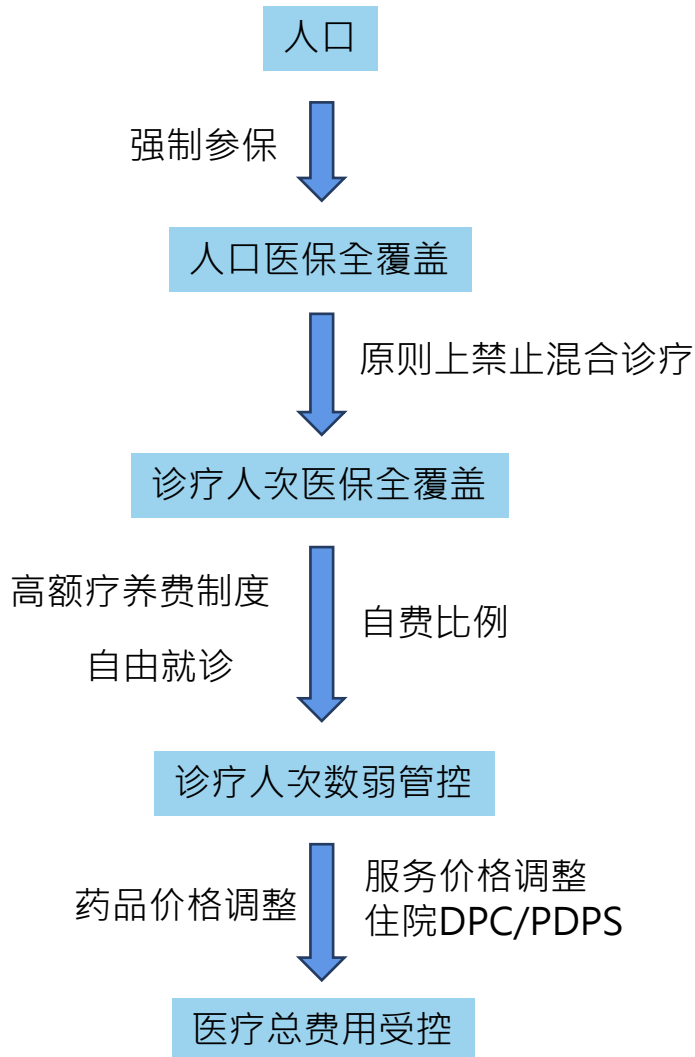 人口
强制参保
人口医保全覆盖
原则上禁止混合诊疗
诊疗人次医保全覆盖
高额疗养费制度
自由就诊
自费比例
诊疗人次数弱管控
药品价格调整
服务价格调整
住院DPC/PDPS
医疗总费用受控